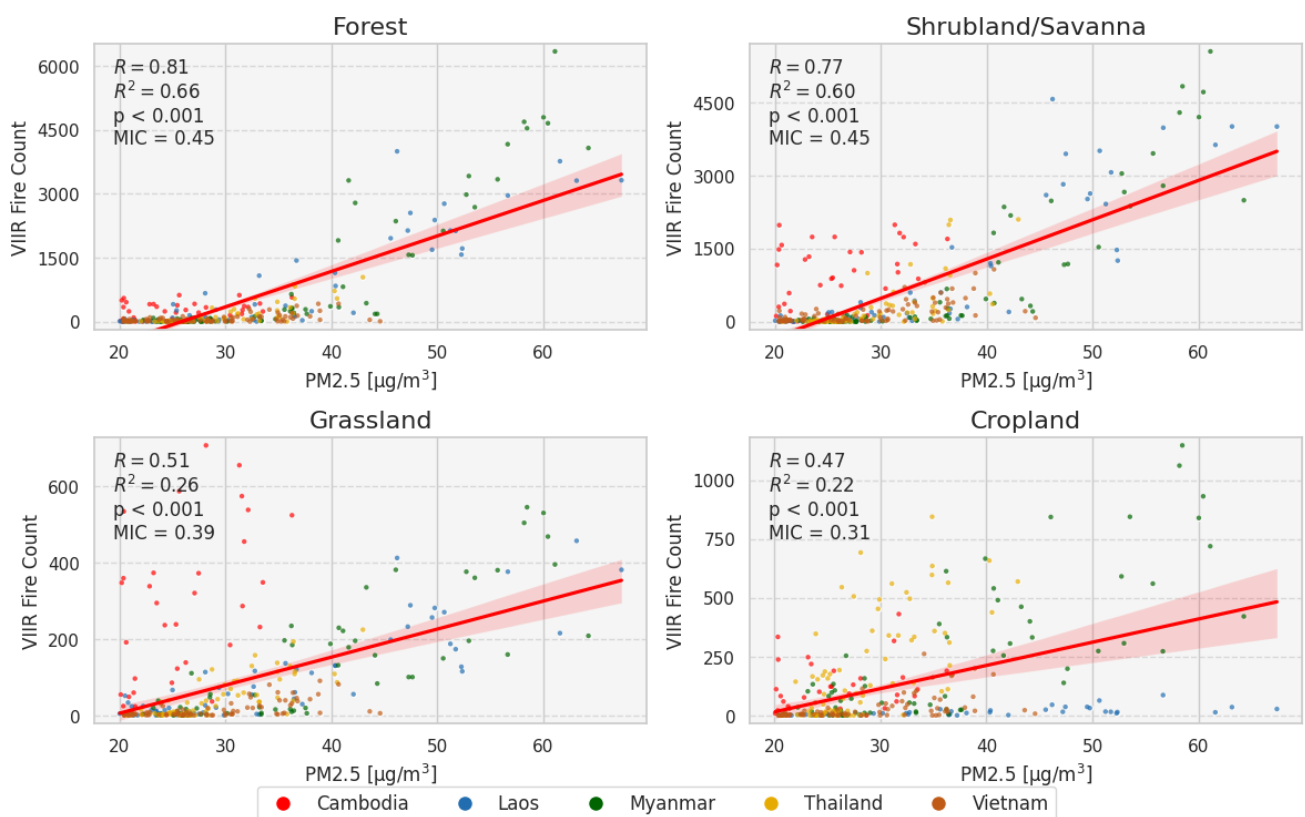 Forest
R = 0.81
R² = 0.66
p < 0.001
MIC = 0.45
6000
4500
3000
1500
0
VIIR Fire Count
20 30 40 50 60
PM2.5 [μg/m³]
Shrubland/Savanna
R = 0.77
R² = 0.60
p < 0.001
MIC = 0.45
4500
3000
1500
0
VIIR Fire Count
20 30 40 50 60
PM2.5 [μg/m³]
Grassland
R = 0.51
R² = 0.26
p < 0.001
MIC = 0.39
600
400
200
0
VIIR Fire Count
20 30 40 50 60
PM2.5 [μg/m³]
Cropland
R = 0.47
R² = 0.22
p < 0.001
MIC = 0.31
1000
750
500
250
0
VIIR Fire Count
20 30 40 50 60
PM2.5 [μg/m³]
Cambodia Laos Myanmar Thailand Vietnam